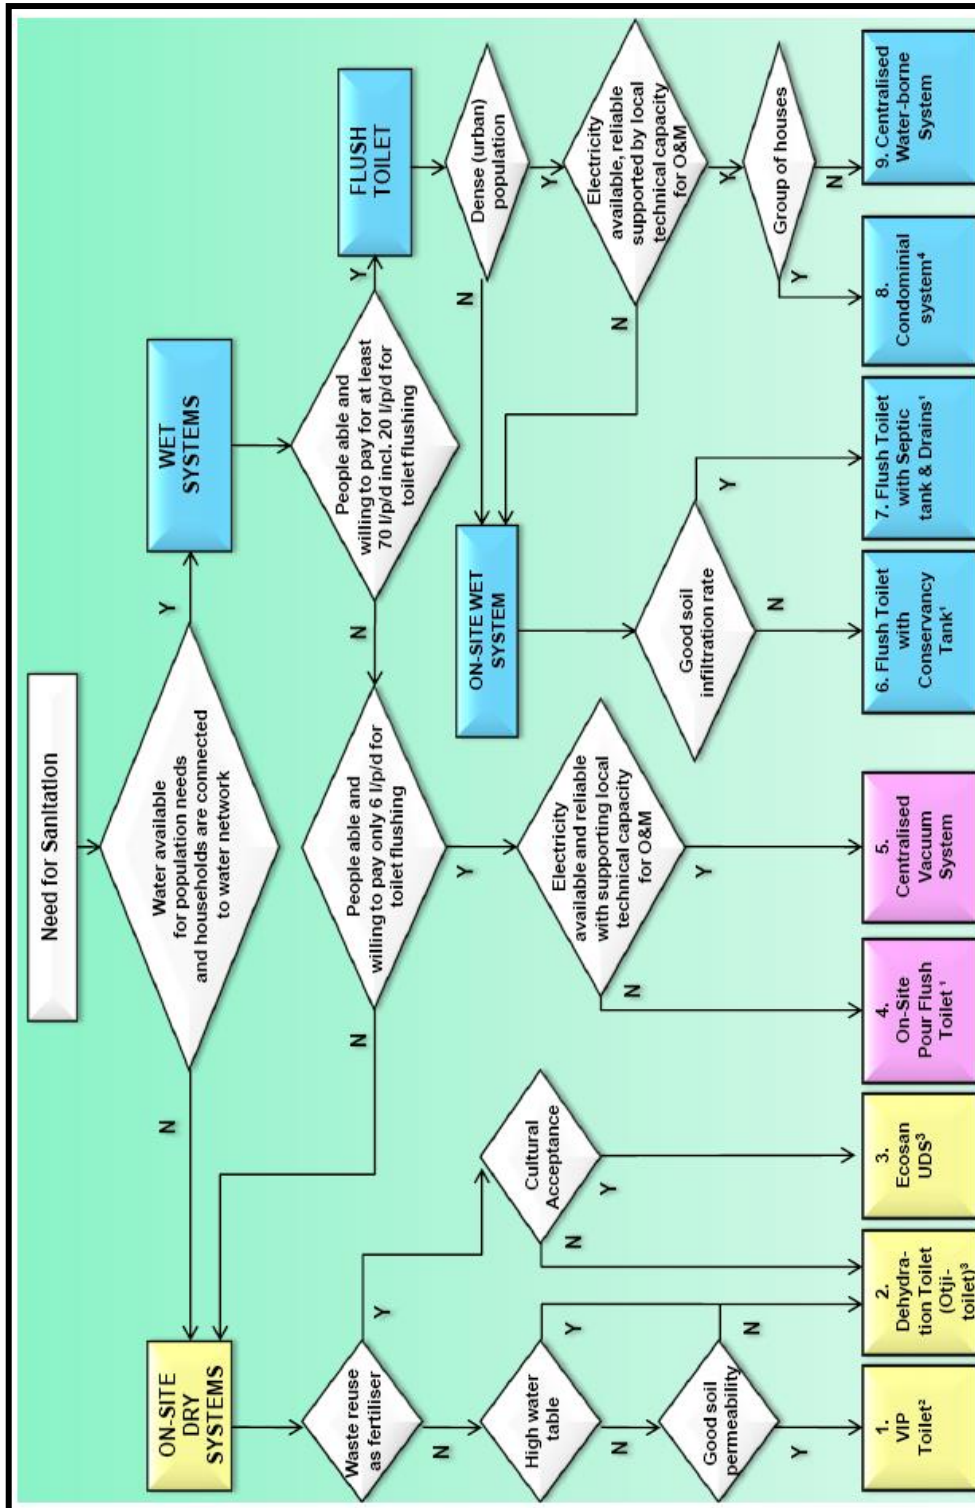 Need for Sanitation
Water available
for population needs
and households are connected
to water network
N
Y
ON-SITE
DRY
SYSTEMS
WET
SYSTEMS
People able and
willing to pay only 6 l/p/d for
toilet flushing
N
Y
N
People able and
willing to pay for at least
70 l/p/d incl. 20 l/p/d for
toilet flushing
Y
FLUSH
TOILET
Waste reuse
as fertiliser
Y
N
Cultural
Acceptance
N
Y
High water
table
Y
N
Good soil
permeability
N
Y
Electricity
available and reliable
with supporting local
technical capacity
for O&M
N
Y
ON-SITE WET
SYSTEM
N
Dense (urban)
population
Y
Good soil
infiltration rate
N
Y
N
Electricity
available, reliable
supported by local
technical capacity
for O&M
Y
Group of houses
Y
N
1.
VIP
Toilet²
2.
Dehydra-
tion Toilet
(Otji-
toilet)³
3.
Ecosan
UDS³
4.
On-Site
Pour Flush
Toilet ¹
5.
Centralised
Vacuum
System
6. Flush Toilet
with
Conservancy
Tank¹
7. Flush Toilet
with Septic
tank & Drains¹
8.
Condominial
system⁴
9. Centralised
Water-borne
System